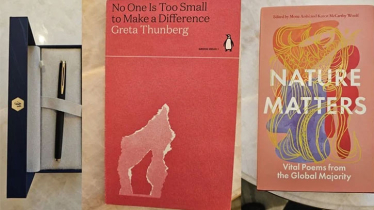 No One Is Too Small
to Make a Difference
Greta Thunberg
NATURE
MATTERS
Vital Poems from
the Global Majority